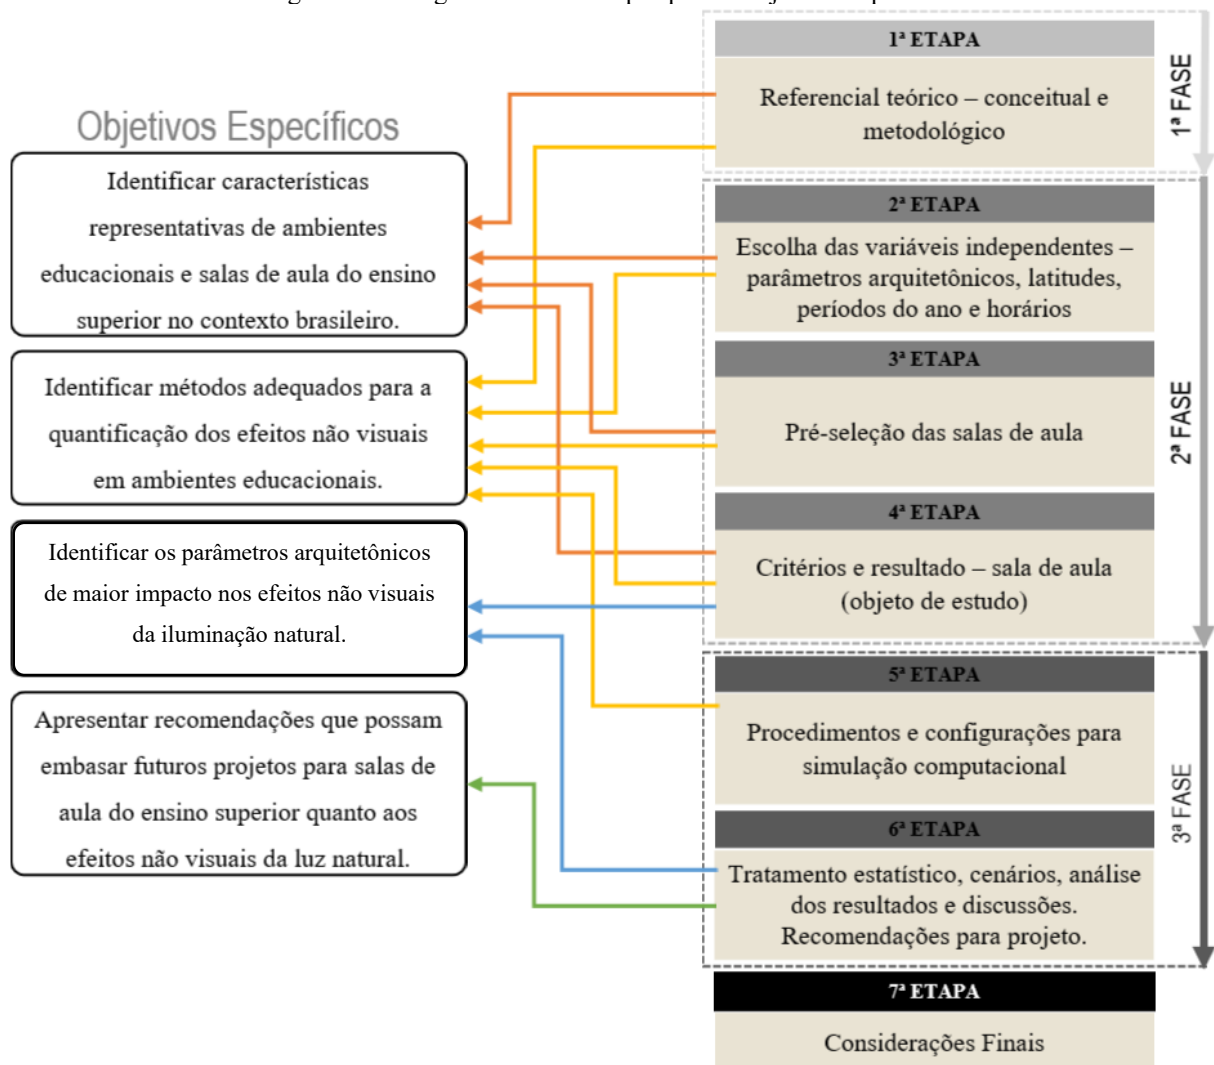 Objetivos Específicos
Identificar características
representativas de ambientes
educacionais e salas de aula do ensino
superior no contexto brasileiro.
Identificar métodos adequados para a
quantificação dos efeitos não visuais
em ambientes educacionais.
Identificar os parâmetros arquitetônicos
de maior impacto nos efeitos não visuais
da iluminação natural.
Apresentar recomendações que possam
embasar futuros projetos para salas de
aula do ensino superior quanto aos
efeitos não visuais da luz natural.
1ª ETAPA
Referencial teórico – conceitual e
metodológico
1ª FASE
2ª ETAPA
Escolha das variáveis independentes –
parâmetros arquitetônicos, latitudes,
períodos do ano e horários
3ª ETAPA
Pré-seleção das salas de aula
4ª ETAPA
Critérios e resultado – sala de aula
(objeto de estudo)
2ª FASE
5ª ETAPA
Procedimentos e configurações para
simulação computacional
6ª ETAPA
Tratamento estatístico, cenários, análise
dos resultados e discussões.
Recomendações para projeto.
3ª FASE
7ª ETAPA
Considerações Finais